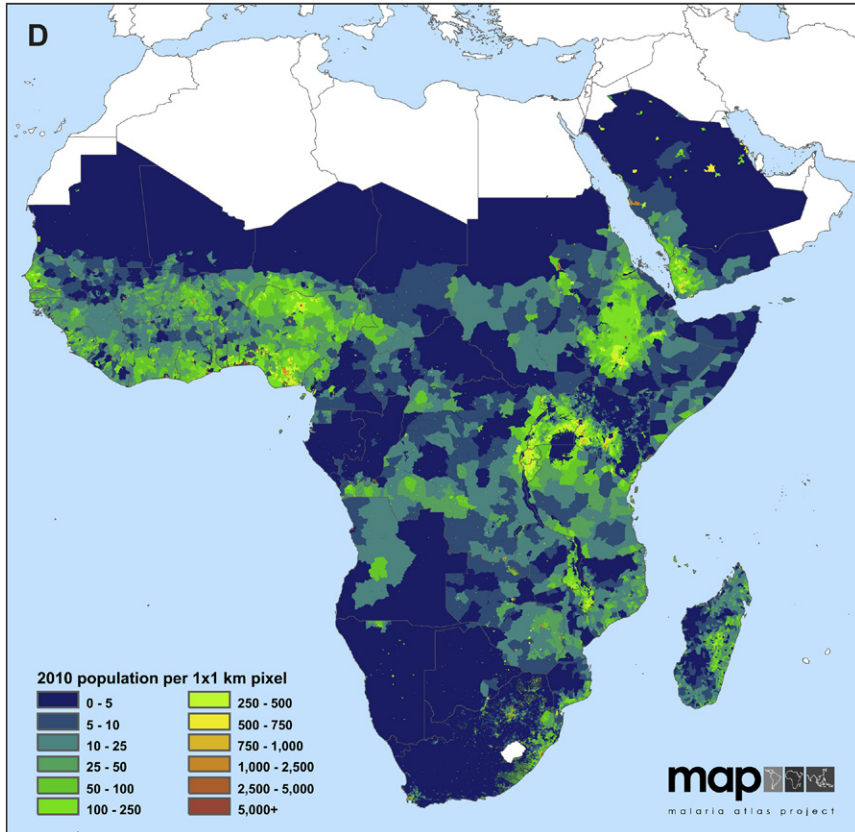 D
2010 population per 1x1 km pixel
0 - 5
5 - 10
10 - 25
25 - 50
50 - 100
100 - 250
250 - 500
500 - 750
750 - 1,000
1,000 - 2,500
2,500 - 5,000
5,000+
map
malaria atlas project